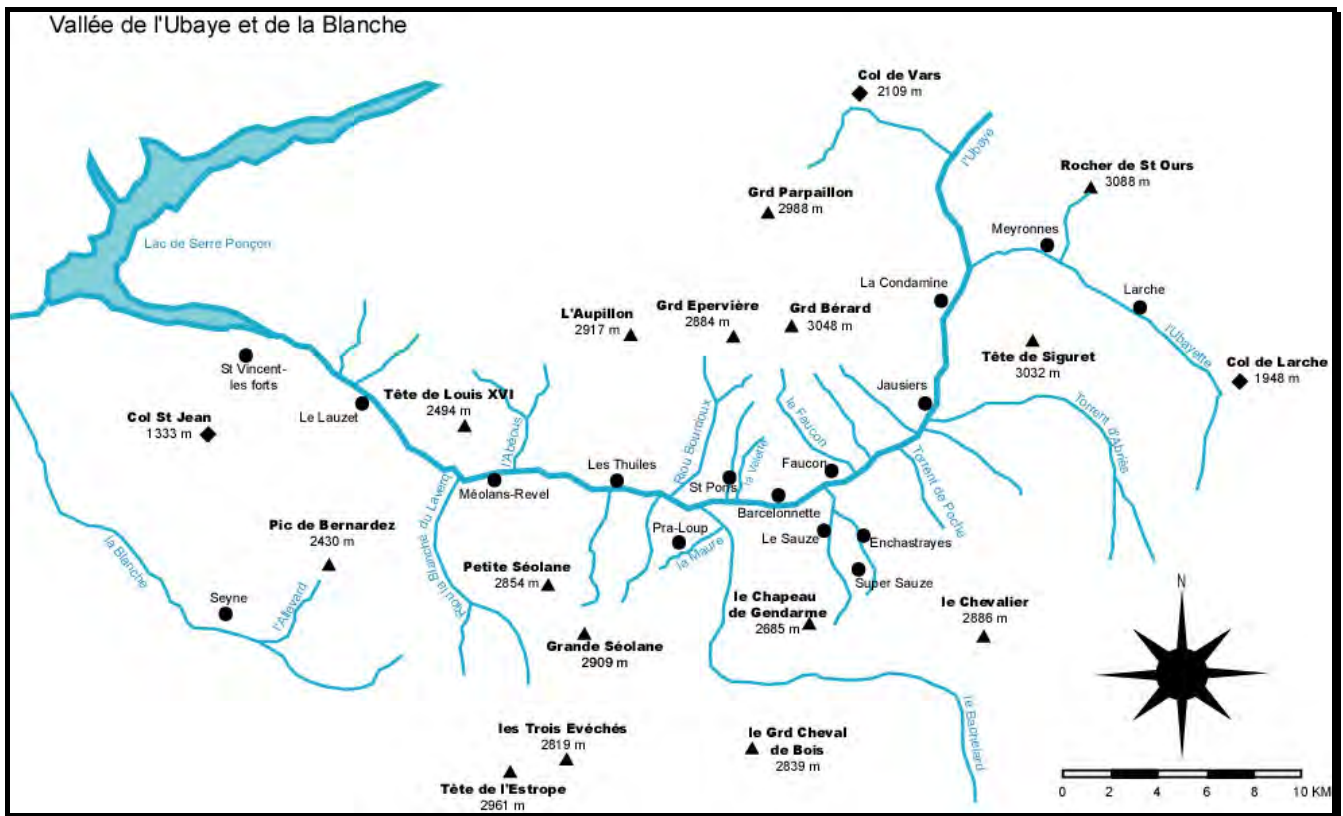 Vallée de l'Ubaye et de la Blanche
Col de Vars
2109 m
l'Ubaye
Rocher de St Ours
3088 m
Grd Parpaillon
2988 m
Meyronnes
Lac de Serre Ponçon
La Condamine
Larche
l'Ubayette
L'Aupillon
2917 m
Grd Epervière
2884 m
Grd Bérard
3048 m
Tête de Siguret
3032 m
Col de Larche
1948 m
St Vincent-
les forts
Le Lauzet
Tête de Louis XVI
2494 m
Jausiers
Col St Jean
1333 m
l'Abéous
Riou Bourdoux
la Valette
le Faucon
Torrent d'Abriès
Les Thuiles
St Pons
Faucon
Torrent de Poché
Méolans-Revel
Barcelonnette
Pra-Loup
la Maure
Le Sauze
Enchastrayes
Super Sauze
Pic de Bernardez
2430 m
Riou la Blanche du Laverq
la Blanche
Petite Séolane
2854 m
Seyne
l'Allevard
le Chapeau
de Gendarme
2685 m
le Chevalier
2886 m
N
Grande Séolane
2909 m
le Bachelard
les Trois Evéchés
2819 m
le Grd Cheval
de Bois
2839 m
Tête de l'Estrope
2961 m
0 2 4 6 8 10 KM